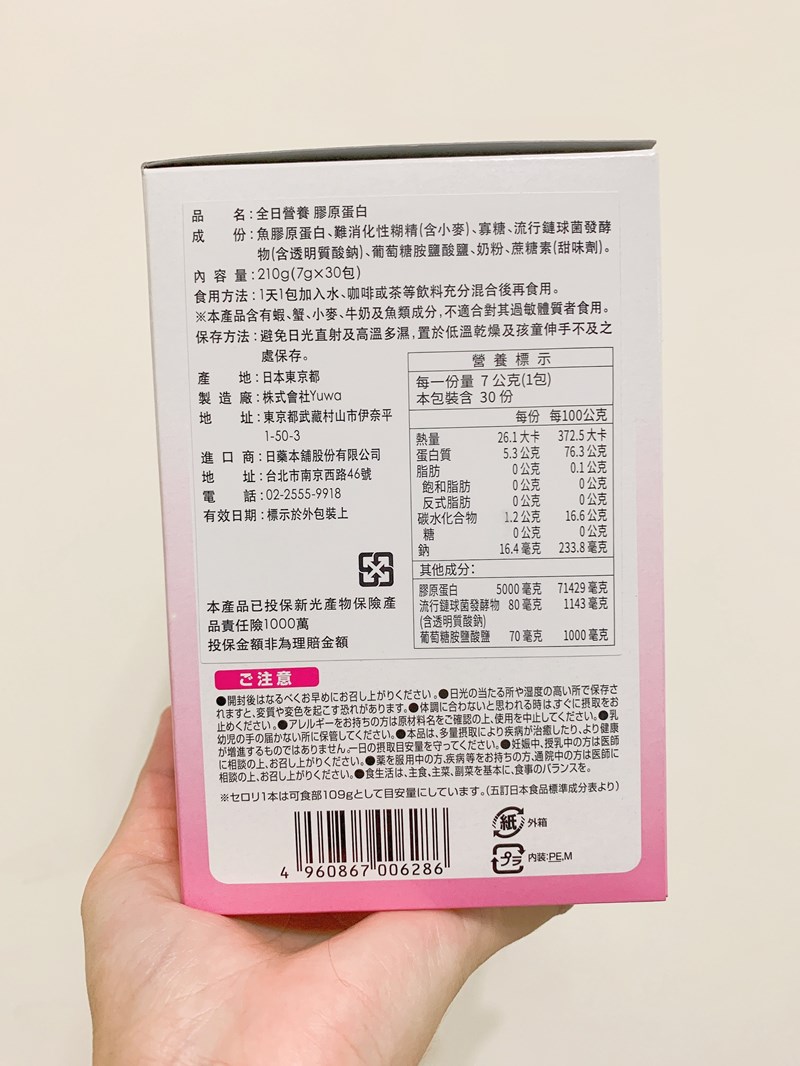 品　　名：全日營養 膠原蛋白
成　　份：魚膠原蛋白、難消化性糊精(含小麥)、寡糖、流行鏈球菌發酵
物(含透明質酸鈉)、葡萄糖胺鹽酸鹽、奶粉、蔗糖素(甜味劑)。
內 容 量：210g(7g×30包)
食用方法：1天1包加入水、咖啡或茶等飲料充分混合後再食用。
※本產品含有蝦、蟹、小麥、牛奶及魚類成分，不適合對其過敏體質者食用。
保存方法：避免日光直射及高溫多濕，置於低溫乾燥及孩童伸手不及之
處保存。
產　　地：日本東京都
製 造 廠：株式會社Yuwa
地　　址：東京都武藏村山市伊奈平
1-50-3
進 口 商：日藥本舖股份有限公司
地　　址：台北市南京西路46號
電　　話：02-2555-9918
有效日期：標示於外包裝上
本產品已投保新光產物保險產
品責任險1000萬
投保金額非為理賠金額
營養標示
每一份量 7 公克(1包)
本包裝含 30 份
每份 每100公克
熱量 26.1大卡 372.5大卡
蛋白質 5.3公克 76.3公克
脂肪 0公克 0.1公克
飽和脂肪 0公克 0公克
反式脂肪 0公克 0公克
碳水化合物 1.2公克 16.6公克
糖 0公克 0公克
鈉 16.4毫克 233.8毫克
其他成分：
膠原蛋白 5000毫克 71429毫克
流行鏈球菌發酵物 80毫克 1143毫克
(含透明質酸鈉)
葡萄糖胺鹽酸鹽 70毫克 1000毫克
ご注意
●開封後はなるべくお早めにお召し上がりください。●日光の当たる所や湿度の高い所で保存さ
れますと、変質や変色を起こす恐れがあります。●体調に合わないと思われる時は、すぐに摂取をお
止めください。●アレルギーをお持ちの方は原材料名をご確認の上、使用を中止してください。●乳
幼児の手の届かない所に保管してください。●本品は、多量摂取により疾病が治癒したり、より健康
が増進するものではありません。一日の摂取目安量を守ってください。●妊娠中、授乳中の方は医師
に相談の上、お召し上がりください。●薬を服用中の方、疾病等をお持ちの方、通院中の方は医師に
相談の上、お召し上がりください。●食生活は、主食、主菜、副菜を基本に、食事のバランスを。
※セロリ1本は可食部109gとして目安量にしています。(五訂日本食品標準成分表より)
4 960867 006286
紙 外箱
プラ 内装:PE,M